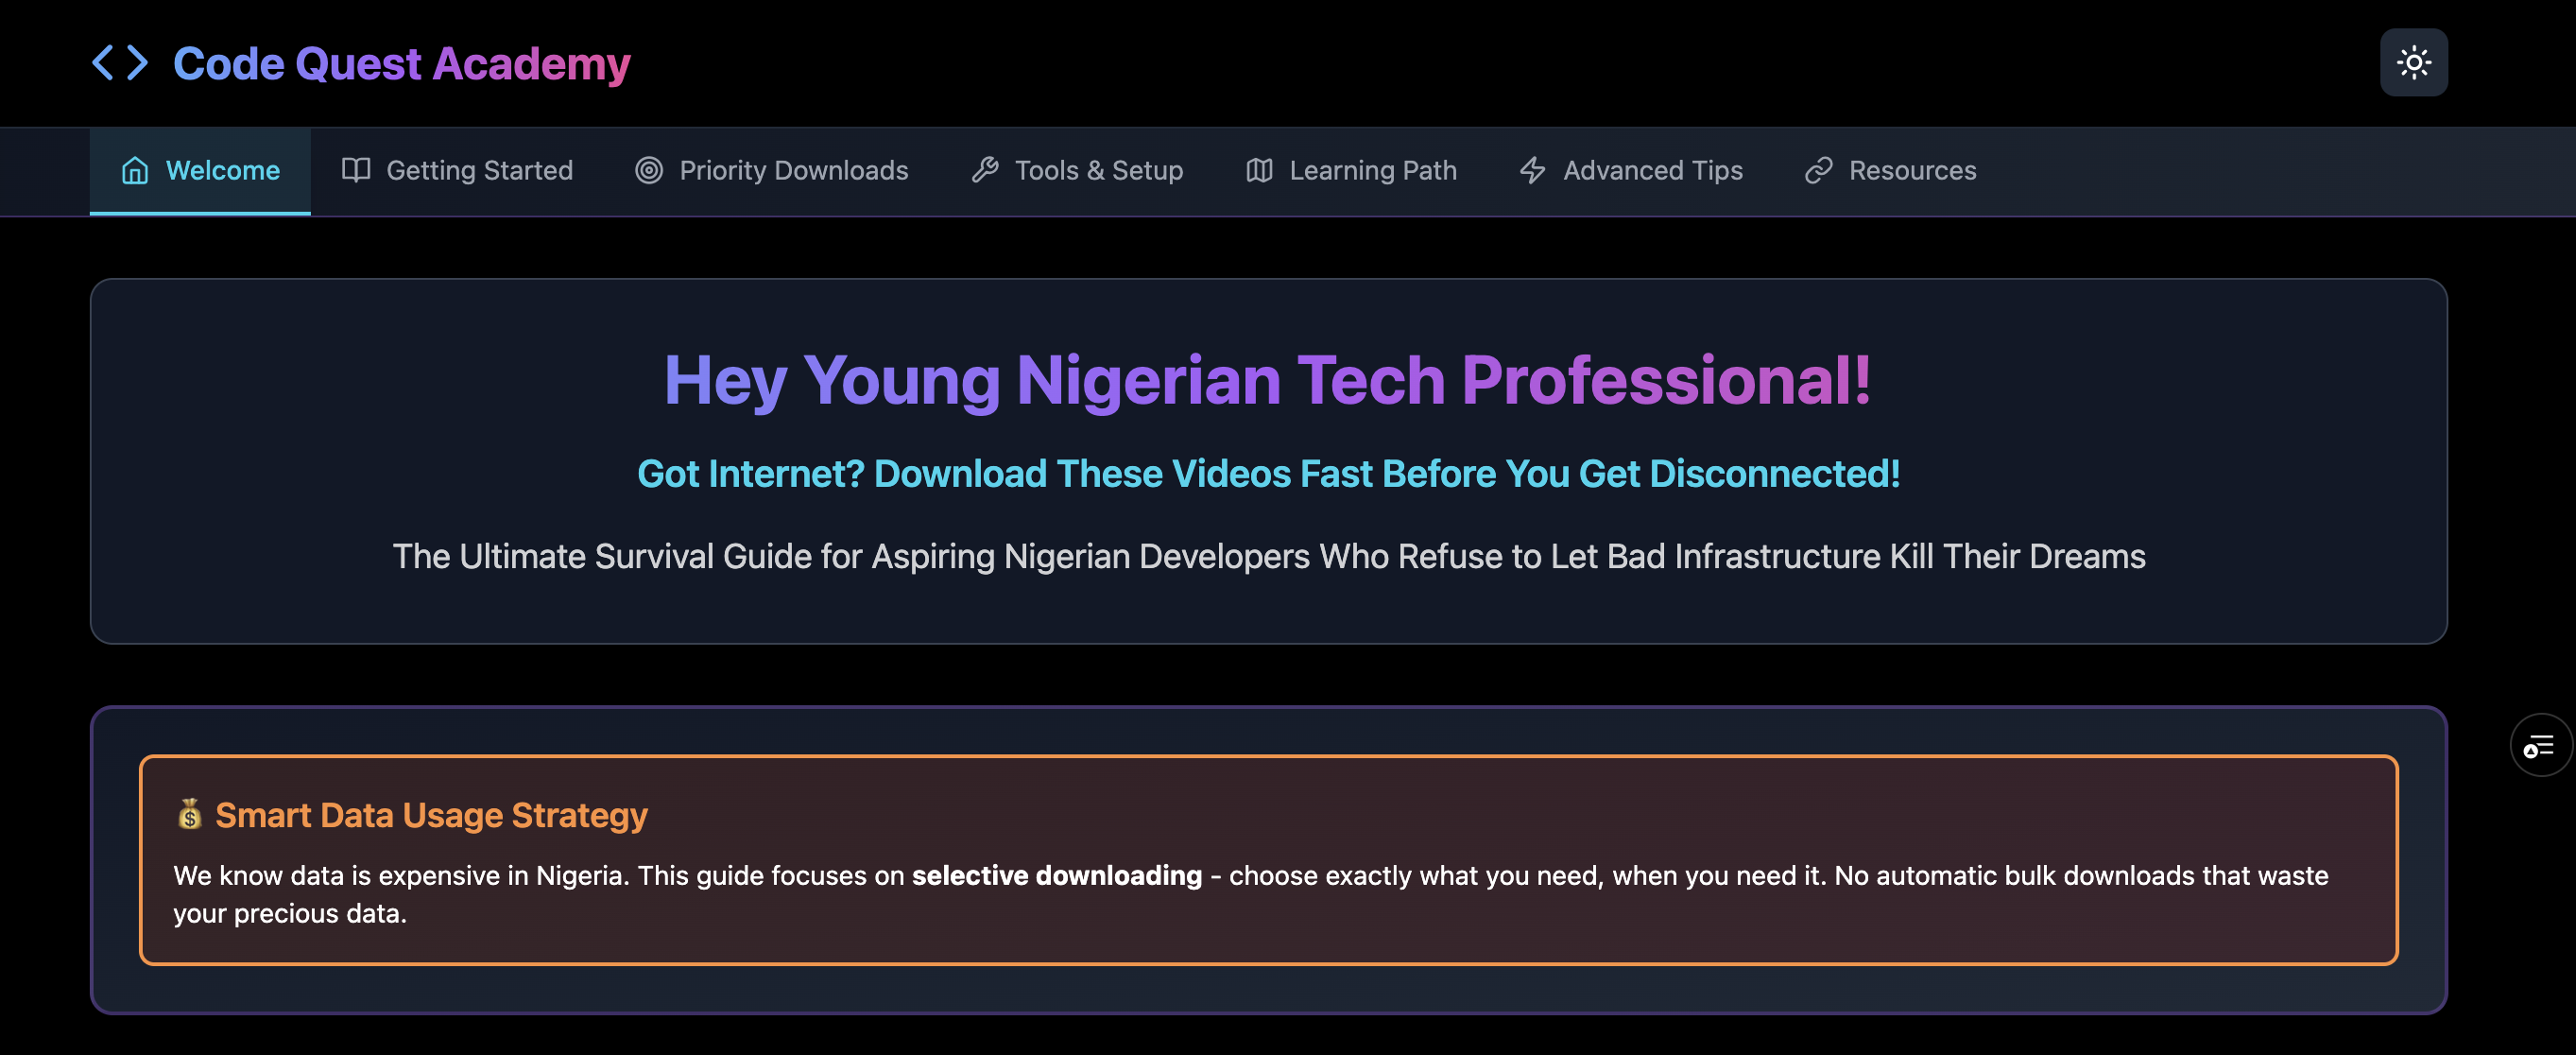 Code Quest Academy
Welcome
Getting Started
Priority Downloads
Tools & Setup
Learning Path
Advanced Tips
Resources
Hey Young Nigerian Tech Professional!
Got Internet? Download These Videos Fast Before You Get Disconnected!
The Ultimate Survival Guide for Aspiring Nigerian Developers Who Refuse to Let Bad Infrastructure Kill Their Dreams
💰 Smart Data Usage Strategy
We know data is expensive in Nigeria. This guide focuses on selective downloading - choose exactly what you need, when you need it. No automatic bulk downloads that waste
your precious data.